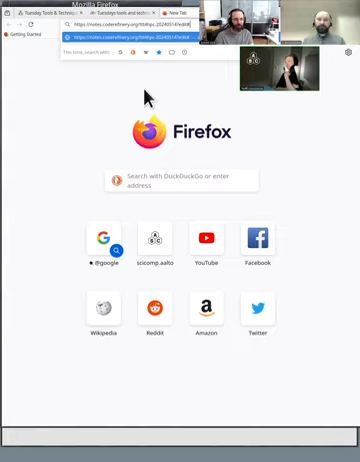 Mozilla Firefox
Tuesday Tools & Techniq
Tuesdays tools and techn
New Tab
https://notes.coderefinery.org/ttt4hpc-20240514?edit#
Getting Started
https://notes.coderefinery.org/ttt4hpc-20240514?edit#
This time, search with:
ASC
Firefox
Search with DuckDuckGo or enter
address
@google
scicomp.aalto
YouTube
Facebook
Wikipedia
Reddit
Amazon
Twitter